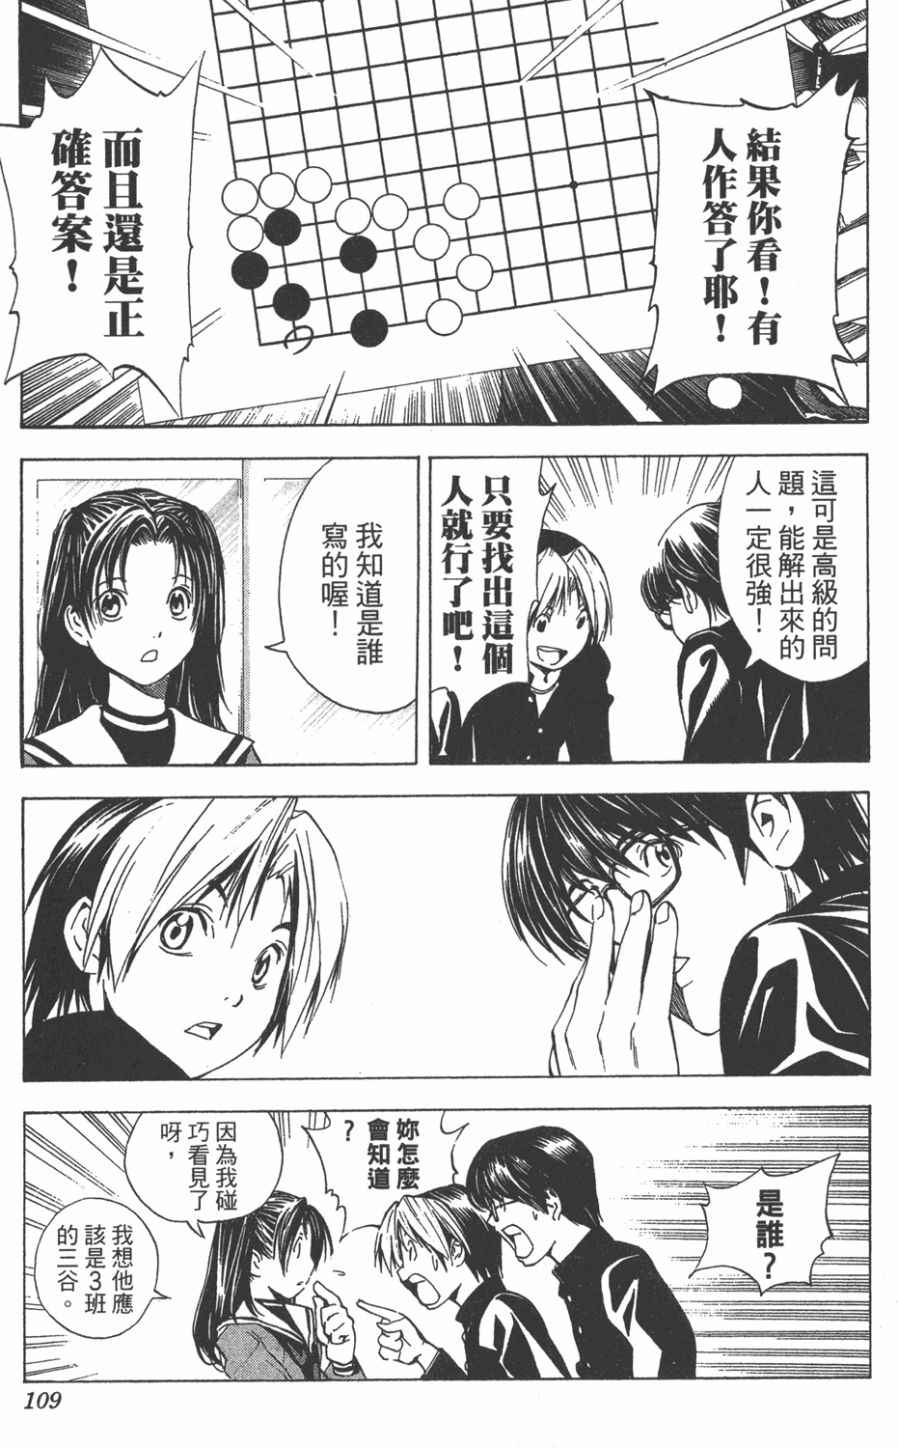 結果你看！有
人作答了耶！
而且還是正
確答案！
這可是高級的問
題，能解出來的
人一定很強！
只要找出這個
人就行了吧！
我知道是誰
寫的喔！
是誰？
妳怎麼
會知道
？
因為我碰
巧看見了
呀，
我想他應
該是3班
的三谷。
ウ
109